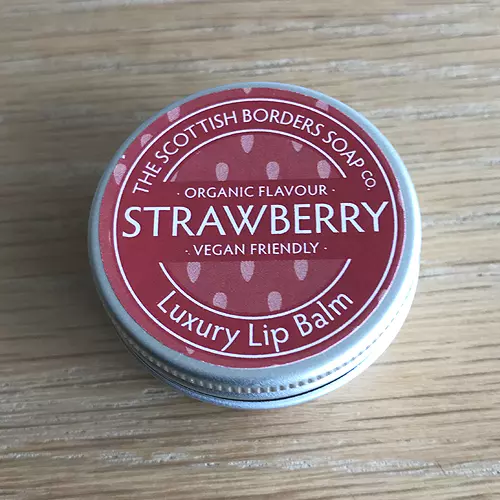 THE SCOTTISH BORDERS SOAP CO.
· ORGANIC FLAVOUR ·
STRAWBERRY
· VEGAN FRIENDLY ·
Luxury Lip Balm